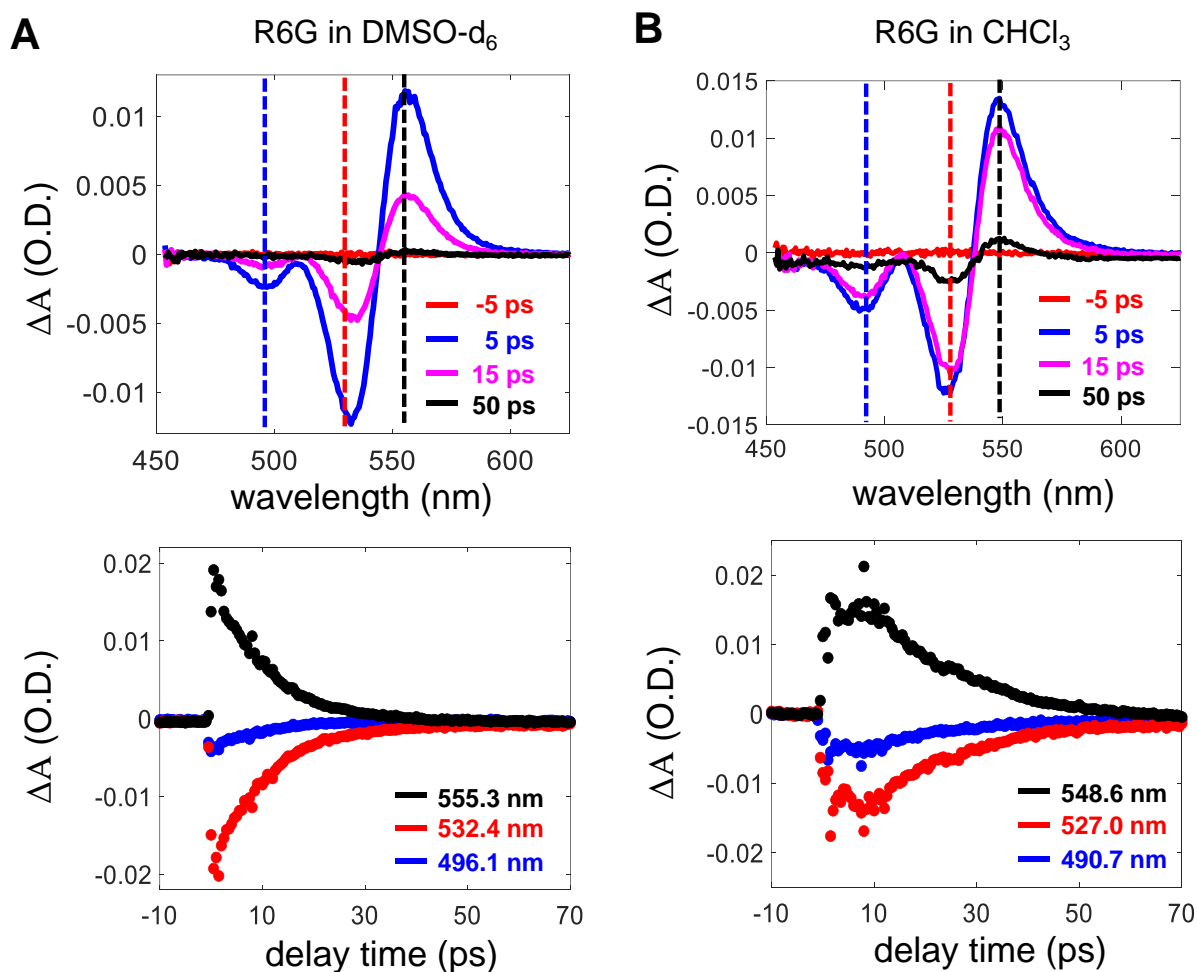 A
R6G in DMSO-d6
ΔA (O.D.)
0.01
0.005
0
-0.005
-0.01
-5 ps
5 ps
15 ps
50 ps
450 500 550 600
wavelength (nm)
B
R6G in CHCl3
ΔA (O.D.)
0.015
0.01
0.005
0
-0.005
-0.01
-0.015
-5 ps
5 ps
15 ps
50 ps
450 500 550 600
wavelength (nm)
ΔA (O.D.)
0.02
0.01
0
-0.01
-0.02
555.3 nm
532.4 nm
496.1 nm
-10 10 30 50 70
delay time (ps)
ΔA (O.D.)
0.02
0.01
0
-0.01
-0.02
548.6 nm
527.0 nm
490.7 nm
-10 10 30 50 70
delay time (ps)